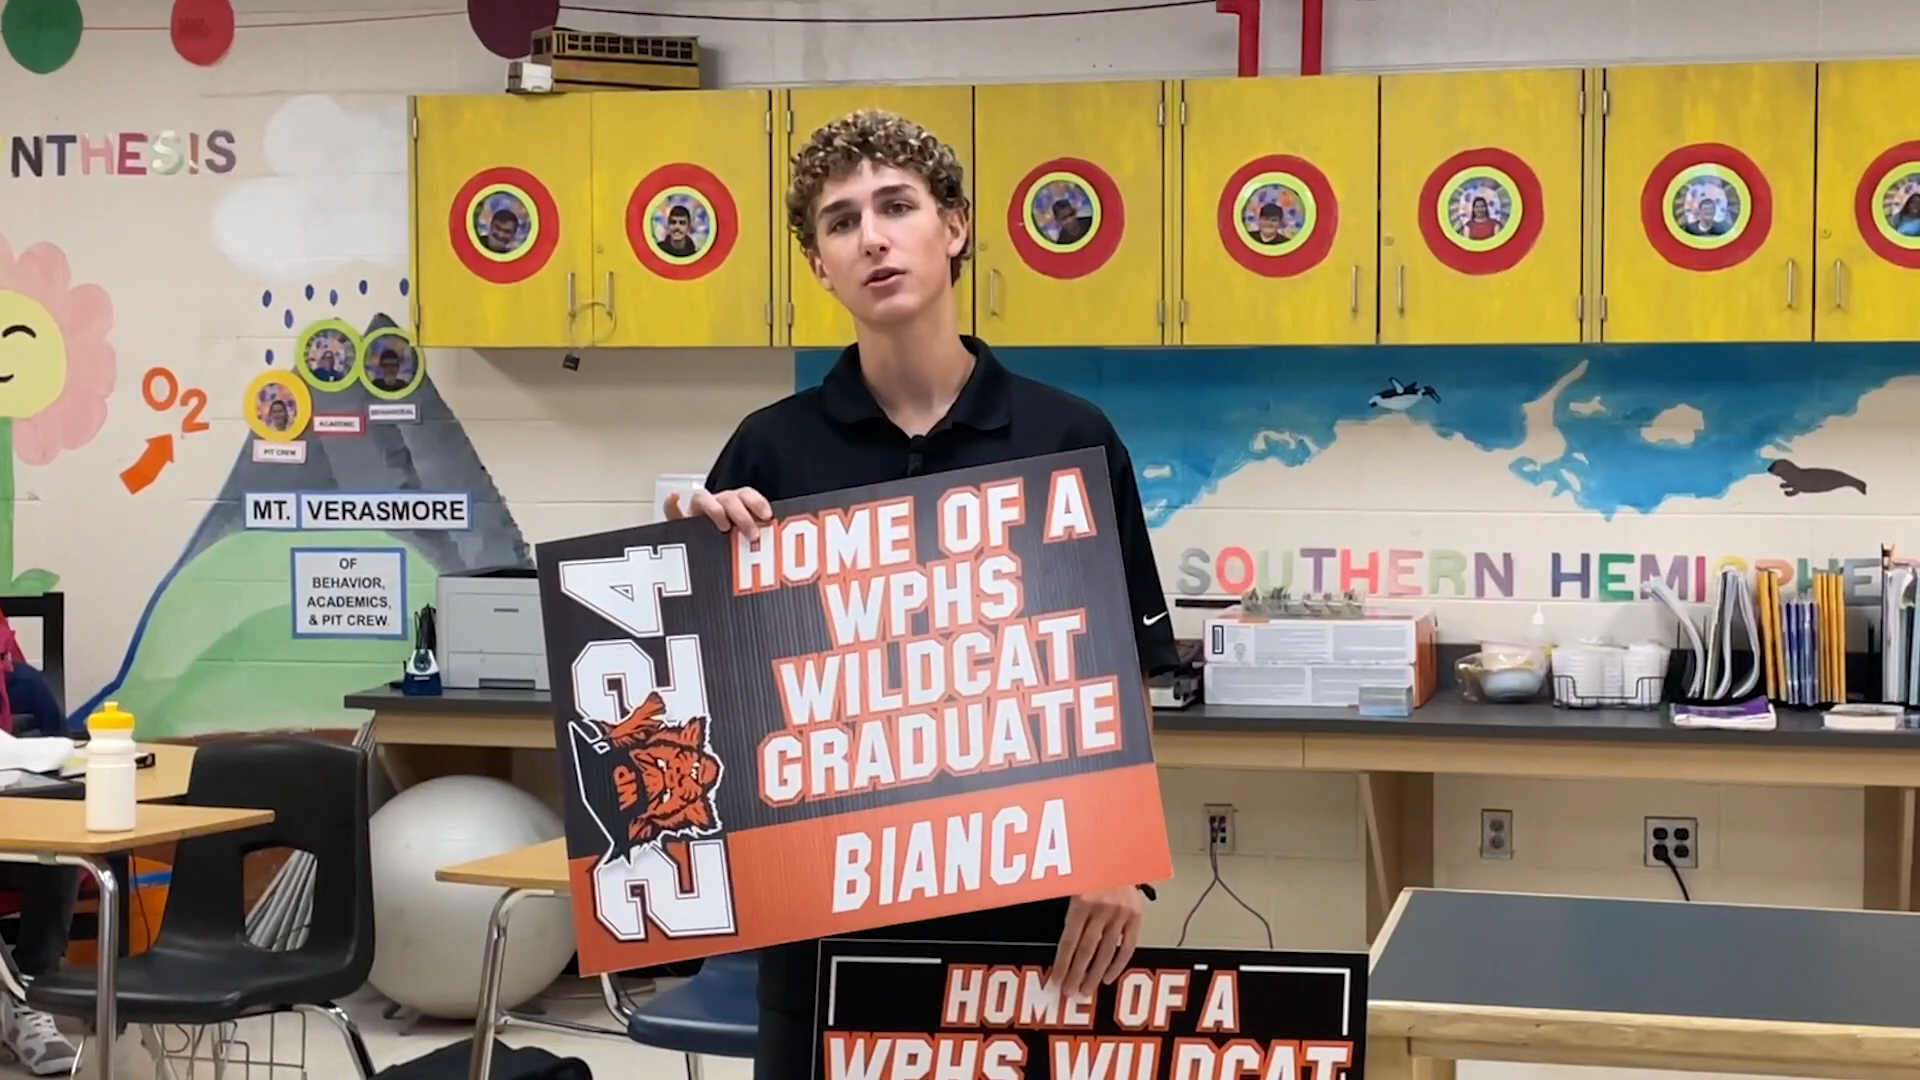 NTHESIS
O2
PIT CREW
ACADEMIC
BEHAVIORAL
MT. VERASMORE
OF
BEHAVIOR,
ACADEMICS,
& PIT CREW.
SOUTHERN HEMISPHE
2024
WP
HOME OF A
WPHS
WILDCAT
GRADUATE
BIANCA
HOME OF A
WPHS WILDCAT